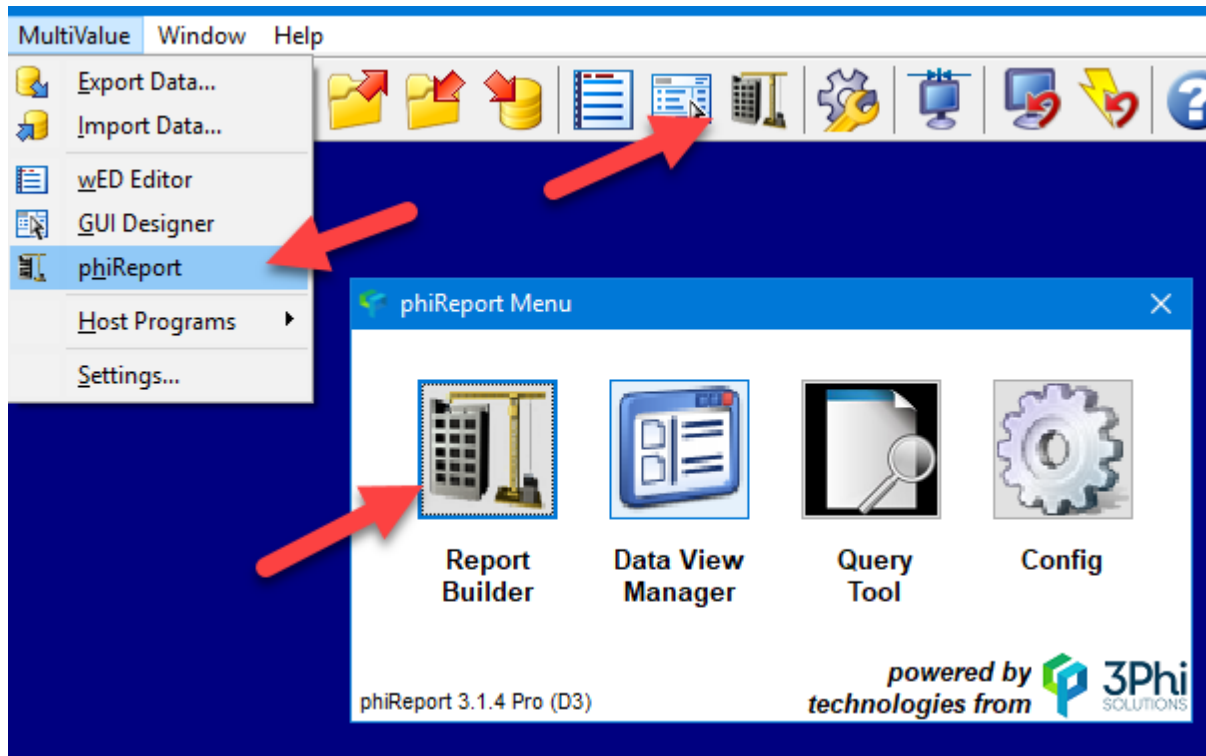 MultiValue Window Help
Export Data...
Import Data...
wED Editor
GUI Designer
phiReport
Host Programs
Settings...
phiReport Menu
Report Builder
Data View Manager
Query Tool
Config
phiReport 3.1.4 Pro (D3)
powered by
technologies from
3Phi
SOLUTIONS